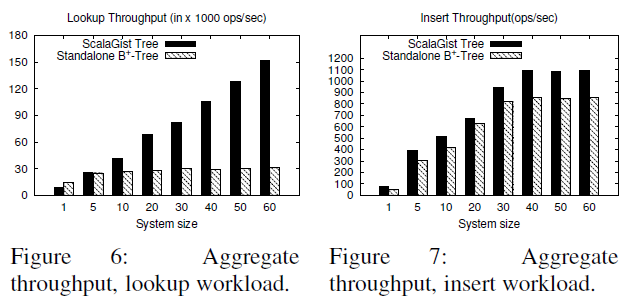 Lookup Throughput (in x 1000 ops/sec)
180
150
120
90
60
30
0
ScalaGist Tree
Standalone B+-Tree
1 5 10 20 30 40 50 60
System size
Figure 6: Aggregate
throughput, lookup workload.
Insert Throughput(ops/sec)
1200
1100
1000
900
800
700
600
500
400
300
200
100
0
ScalaGist Tree
Standalone B+-Tree
1 5 10 20 30 40 50 60
System size
Figure 7: Aggregate
throughput, insert workload.